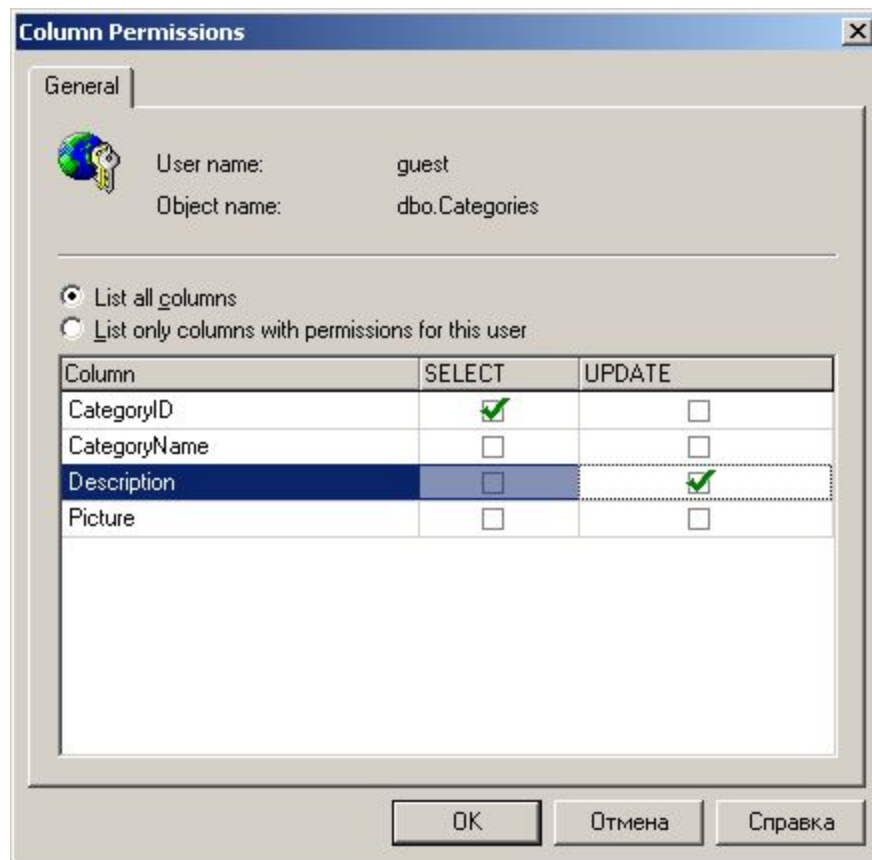 Column Permissions
General
User name: guest
Object name: dbo.Categories
List all columns
List only columns with permissions for this user
Column SELECT UPDATE
CategoryID
CategoryName
Description
Picture
OK Отмена Справка